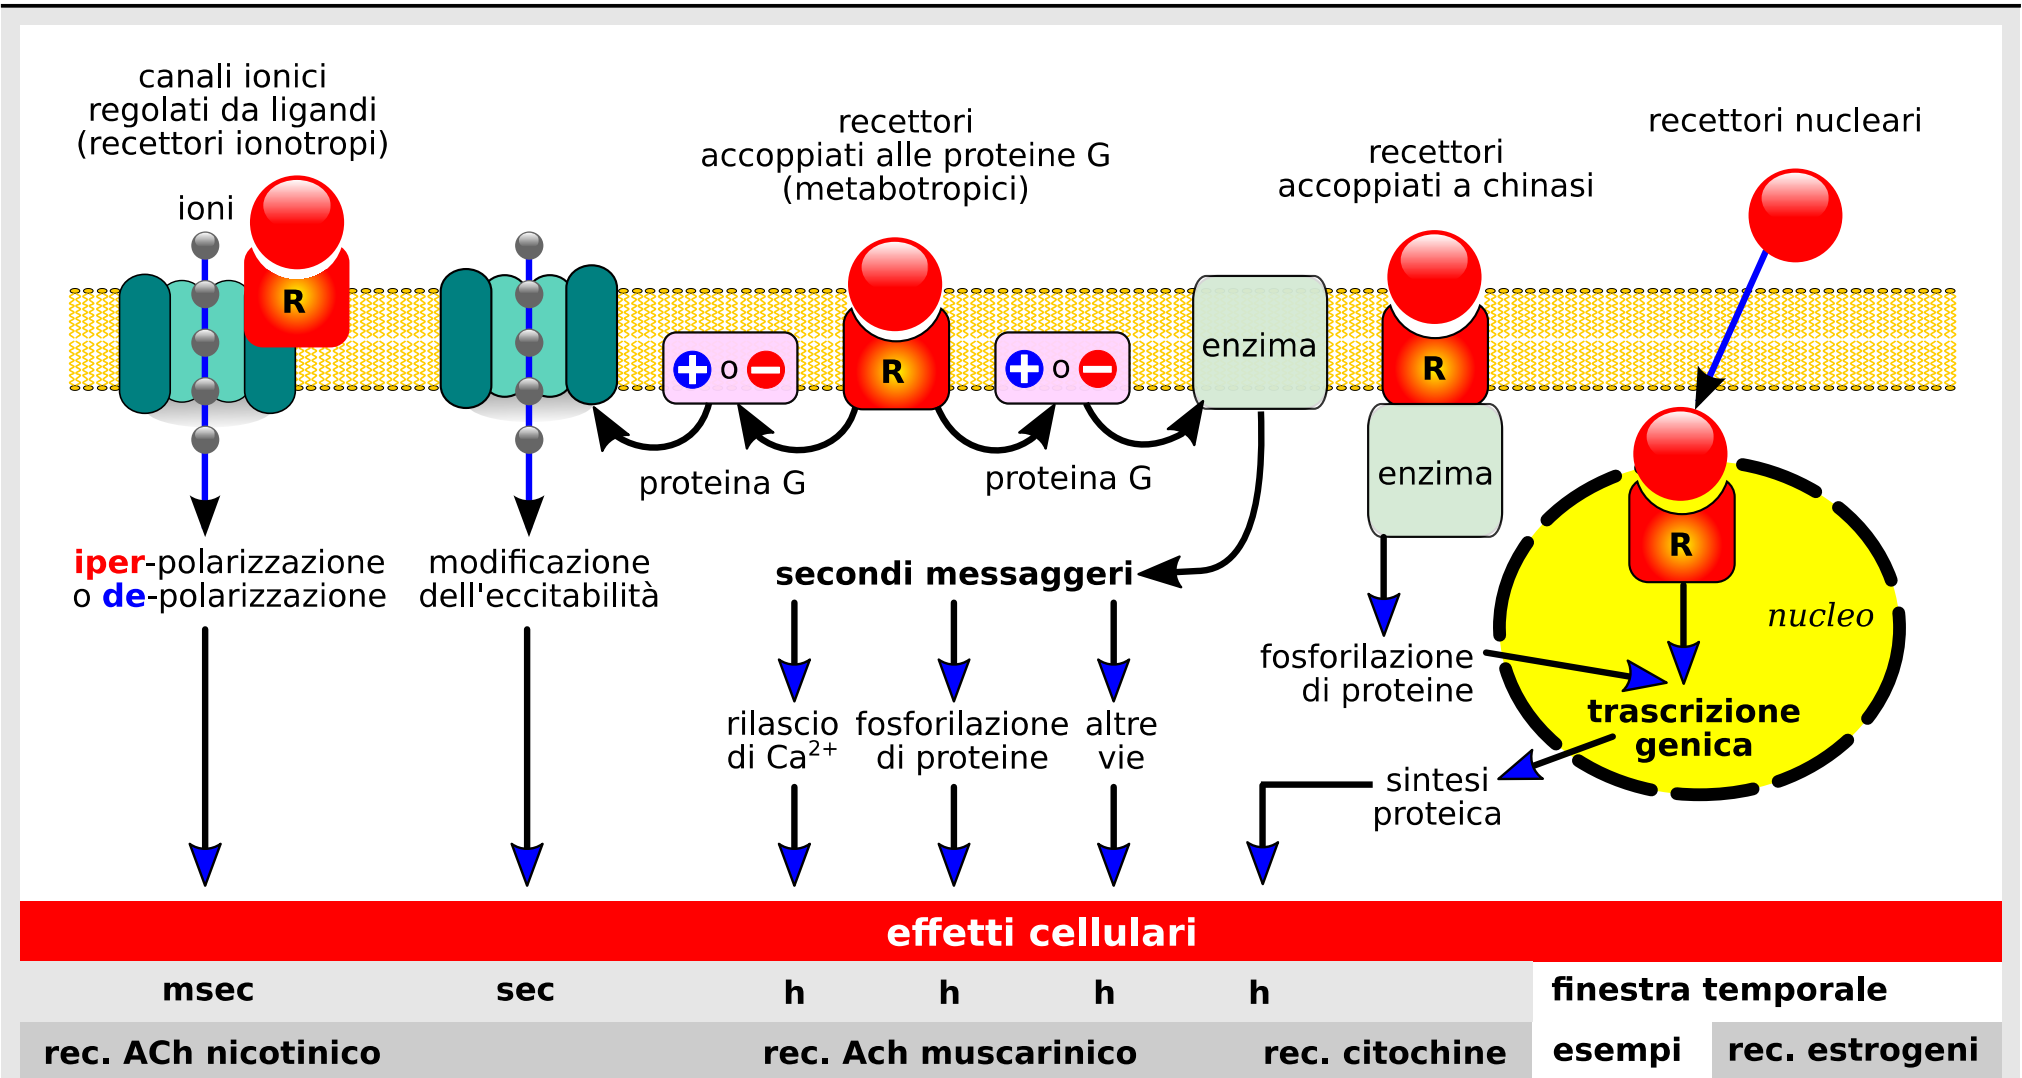 canali ionici
regolati da ligandi
(recettori ionotropi)
ioni
R
iper-polarizzazione
o de-polarizzazione
modificazione
dell'eccitabilità
recettori
accoppiati alle proteine G
(metabotropici)
o
R
o
proteina G
proteina G
enzima
secondi messaggeri
rilascio
di Ca²⁺
fosforilazione
di proteine
altre
vie
recettori
accoppiati a chinasi
R
enzima
fosforilazione
di proteine
recettori nucleari
R
nucleo
trascrizione
genica
sintesi
proteica
effetti cellulari
msec sec h h h h finestra temporale
rec. ACh nicotinico rec. Ach muscarinico rec. citochine esempi rec. estrogeni